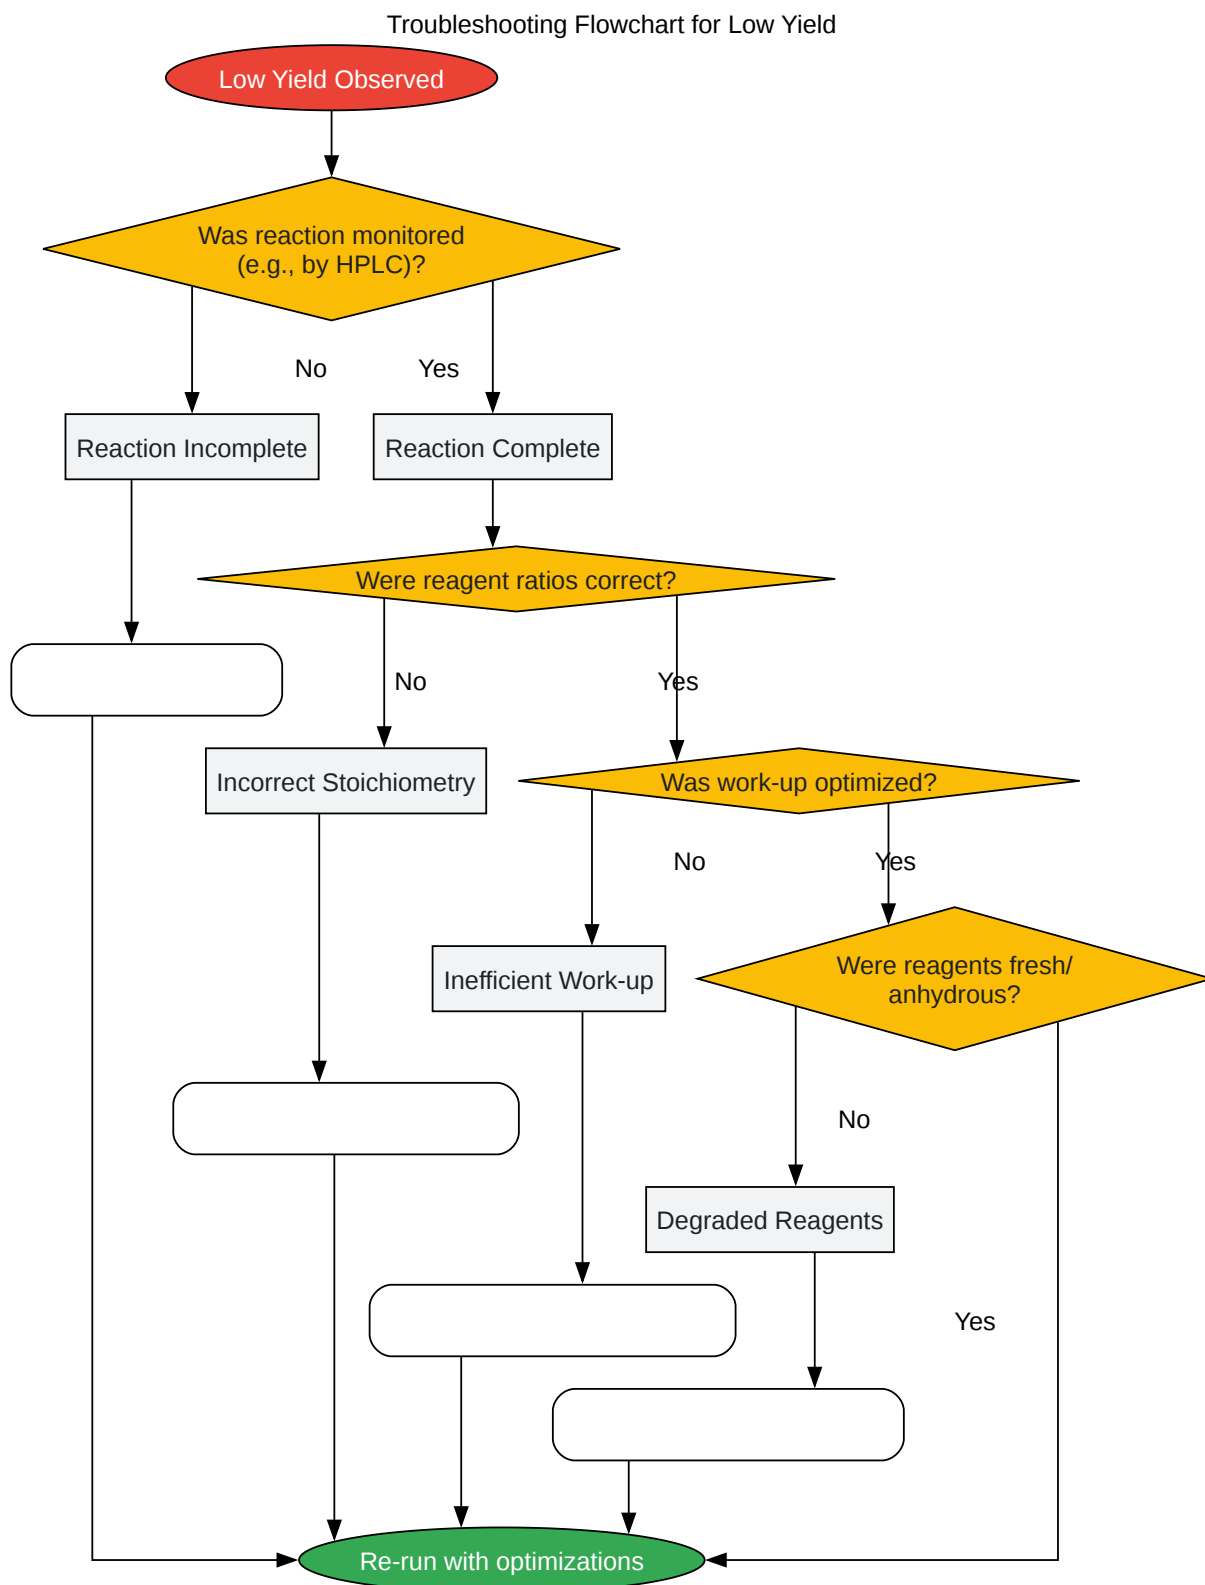 Troubleshooting Flowchart for Low Yield
Low Yield Observed
Was reaction monitored
(e.g., by HPLC)?
No
Yes
Reaction Incomplete
Reaction Complete
Were reagent ratios correct?
No
Yes
Incorrect Stoichiometry
Was work-up optimized?
No
Yes
Inefficient Work-up
Were reagents fresh/
anhydrous?
No
Degraded Reagents
Yes
Re-run with optimizations